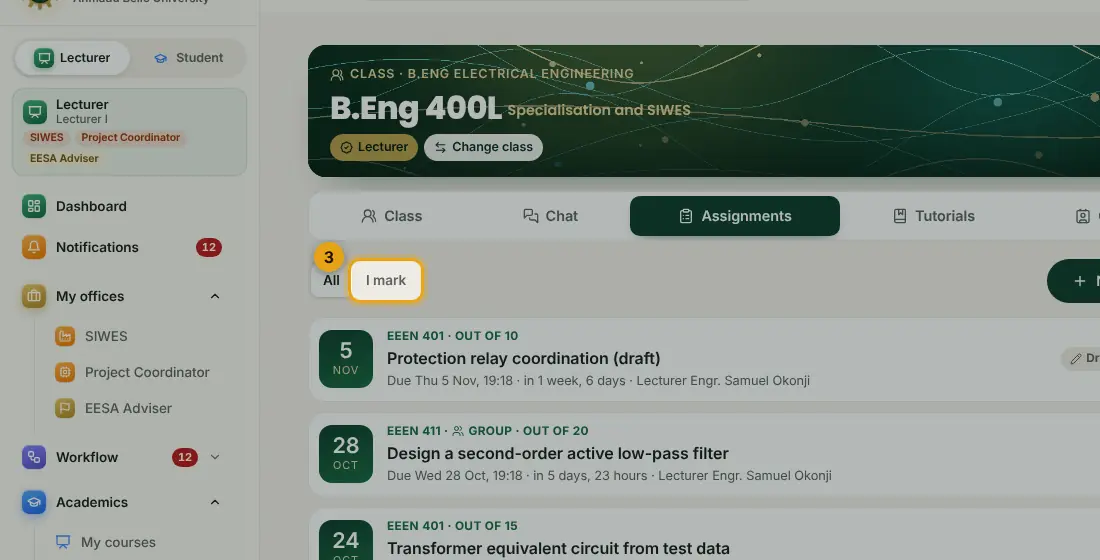 Ahmadu Bello University
Lecturer
Student
Lecturer
Lecturer I
SIWES
Project Coordinator
EESA Adviser
Dashboard
Notifications
12
My offices
SIWES
Project Coordinator
EESA Adviser
Workflow
12
Academics
My courses
CLASS · B.ENG ELECTRICAL ENGINEERING
B.Eng 400L Specialisation and SIWES
Lecturer
Change class
Class
Chat
Assignments
Tutorials
3
All
I mark
5
NOV
EEEN 401 · OUT OF 10
Protection relay coordination (draft)
Due Thu 5 Nov, 19:18 · in 1 week, 6 days · Lecturer Engr. Samuel Okonji
28
OCT
EEEN 411 · GROUP · OUT OF 20
Design a second-order active low-pass filter
Due Wed 28 Oct, 19:18 · in 5 days, 23 hours · Lecturer Engr. Samuel Okonji
24
OCT
EEEN 401 · OUT OF 15
Transformer equivalent circuit from test data